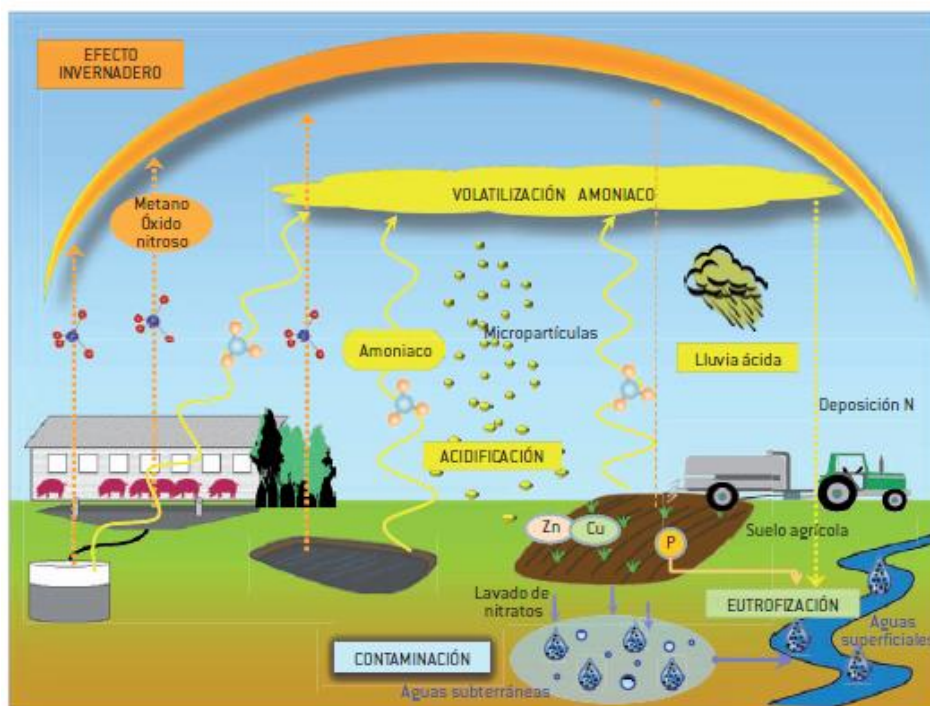 EFECTO
INVERNADERO
Metano
Óxido
nitroso
VOLATILIZACIÓN AMONIACO
Amoniaco
Micropartículas
Lluvia ácida
Deposición N
ACIDIFICACIÓN
Zn
Cu
P
Suelo agrícola
Lavado de
nitratos
EUTROFIZACIÓN
Aguas
superficiales
CONTAMINACIÓN
Aguas subterráneas